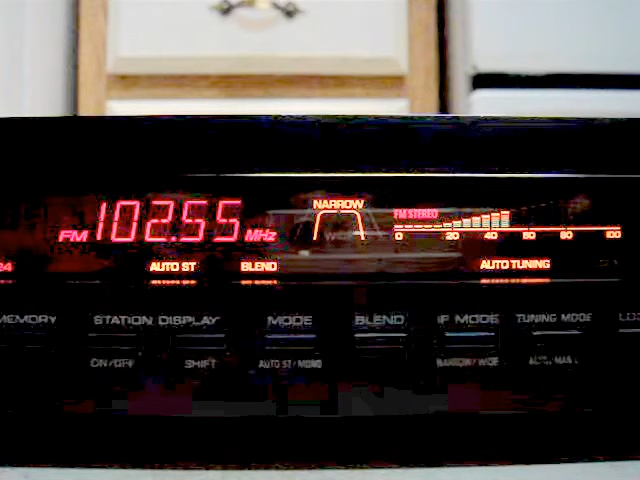 NARROW
FM 102.55 MHz
FM STEREO
0 20 40 60 80 100
24 AUTO ST BLEND AUTO TUNING
MEMORY STATION DISPLAY MODE BLEND IF MODE TUNING MODE
ON/OFF SHIFT AUTO ST/MONO NARROW/WIDE